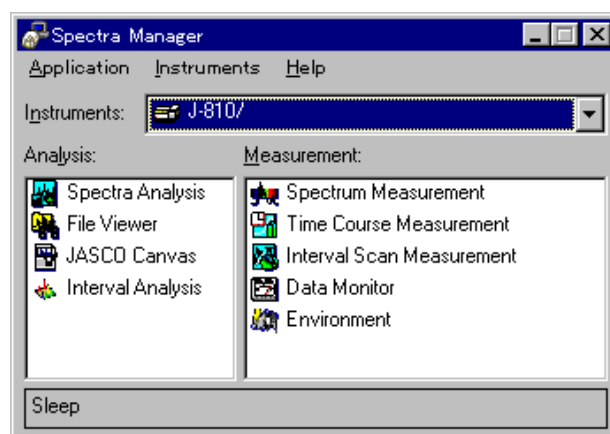 Spectra Manager
Application Instruments Help
Instruments: J-810/
Analysis:
Spectra Analysis
File Viewer
JASCO Canvas
Interval Analysis
Measurement:
Spectrum Measurement
Time Course Measurement
Interval Scan Measurement
Data Monitor
Environment
Sleep